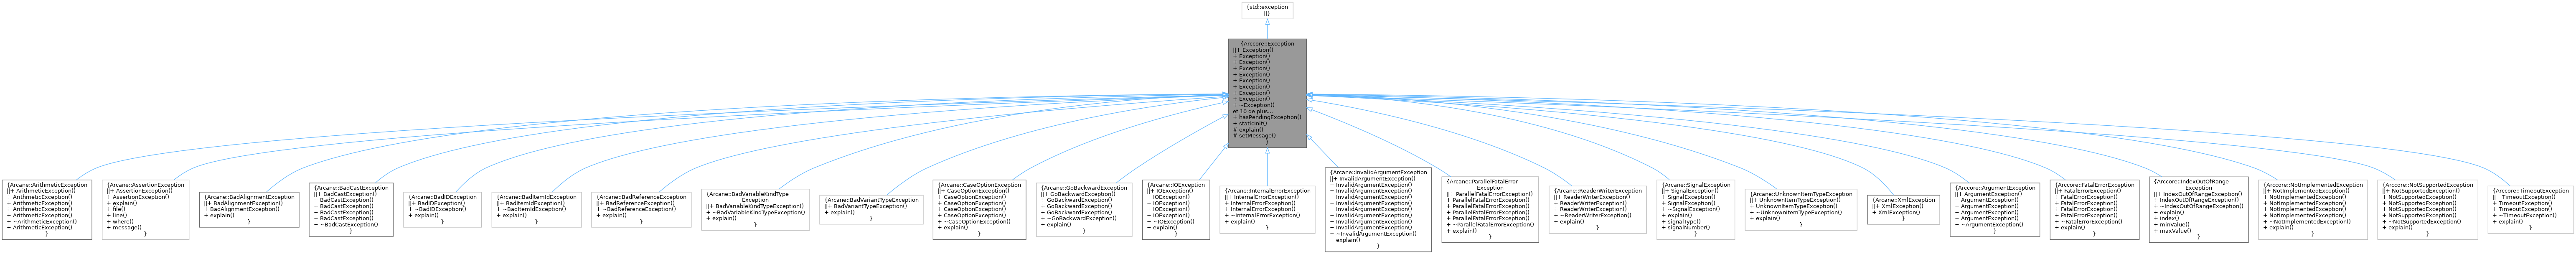 {std::exception
||}
{Arccore::Exception
||+ Exception()
+ Exception()
+ Exception()
+ Exception()
+ Exception()
+ Exception()
+ Exception()
+ Exception()
+ Exception()
+ ~Exception()
et 10 de plus...
+ hasPendingException()
+ staticInit()
# explain()
# setMessage()
}
{Arcane::ArithmeticException
||+ ArithmeticException()
+ ArithmeticException()
+ ArithmeticException()
+ ArithmeticException()
+ ArithmeticException()
+ ~ArithmeticException()
+ ArithmeticException()
}
{Arcane::AssertionException
||+ AssertionException()
+ AssertionException()
+ explain()
+ file()
+ line()
+ where()
+ message()
}
{Arcane::BadAlignmentException
||+ BadAlignmentException()
+ BadAlignmentException()
+ explain()
}
{Arcane::BadCastException
||+ BadCastException()
+ BadCastException()
+ BadCastException()
+ BadCastException()
+ BadCastException()
+ ~BadCastException()
}
{Arcane::BadIDException
||+ BadIDException()
+ ~BadIDException()
+ explain()
}
{Arcane::BadItemIdException
||+ BadItemIdException()
+ ~BadItemIdException()
+ explain()
}
{Arcane::BadReferenceException
||+ BadReferenceException()
+ ~BadReferenceException()
+ explain()
}
{Arcane::BadVariableKindType
Exception
||+ BadVariableKindTypeException()
+ ~BadVariableKindTypeException()
+ explain()
}
{Arcane::BadVariantTypeException
||+ BadVariantTypeException()
+ explain()
}
{Arcane::CaseOptionException
||+ CaseOptionException()
+ CaseOptionException()
+ CaseOptionException()
+ CaseOptionException()
+ CaseOptionException()
+ ~CaseOptionException()
+ explain()
}
{Arcane::GoBackwardException
||+ GoBackwardException()
+ GoBackwardException()
+ GoBackwardException()
+ GoBackwardException()
+ ~GoBackwardException()
+ explain()
}
{Arcane::IOException
||+ IOException()
+ IOException()
+ IOException()
+ IOException()
+ IOException()
+ ~IOException()
+ explain()
}
{Arcane::InternalErrorException
||+ InternalErrorException()
+ InternalErrorException()
+ InternalErrorException()
+ ~InternalErrorException()
+ explain()
}
{Arcane::InvalidArgumentException
||+ InvalidArgumentException()
+ InvalidArgumentException()
+ InvalidArgumentException()
+ InvalidArgumentException()
+ InvalidArgumentException()
+ InvalidArgumentException()
+ InvalidArgumentException()
+ InvalidArgumentException()
+ InvalidArgumentException()
+ ~InvalidArgumentException()
+ explain()
}
{Arcane::ParallelFatalError
Exception
||+ ParallelFatalErrorException()
+ ParallelFatalErrorException()
+ ParallelFatalErrorException()
+ ParallelFatalErrorException()
+ ParallelFatalErrorException()
+ ~ParallelFatalErrorException()
+ explain()
}
{Arcane::ReaderWriterException
||+ ReaderWriterException()
+ ReaderWriterException()
+ ReaderWriterException()
+ ~ReaderWriterException()
+ explain()
}
{Arcane::SignalException
||+ SignalException()
+ SignalException()
+ SignalException()
+ ~SignalException()
+ explain()
+ signalType()
+ signalNumber()
}
{Arcane::UnknownItemTypeException
||+ UnknownItemTypeException()
+ UnknownItemTypeException()
+ ~UnknownItemTypeException()
+ explain()
}
{Arcane::XmlException
||+ XmlException()
+ XmlException()
}
{Arccore::ArgumentException
||+ ArgumentException()
+ ArgumentException()
+ ArgumentException()
+ ArgumentException()
+ ArgumentException()
+ ~ArgumentException()
}
{Arccore::FatalErrorException
||+ FatalErrorException()
+ FatalErrorException()
+ FatalErrorException()
+ FatalErrorException()
+ FatalErrorException()
+ ~FatalErrorException()
+ explain()
}
{Arccore::IndexOutOfRange
Exception
||+ IndexOutOfRangeException()
+ IndexOutOfRangeException()
+ ~IndexOutOfRangeException()
+ explain()
+ index()
+ minValue()
+ maxValue()
}
{Arccore::NotImplementedException
||+ NotImplementedException()
+ NotImplementedException()
+ NotImplementedException()
+ NotImplementedException()
+ NotImplementedException()
+ ~NotImplementedException()
+ explain()
}
{Arccore::NotSupportedException
||+ NotSupportedException()
+ NotSupportedException()
+ NotSupportedException()
+ NotSupportedException()
+ NotSupportedException()
+ ~NotSupportedException()
+ explain()
}
{Arccore::TimeoutException
||+ TimeoutException()
+ TimeoutException()
+ TimeoutException()
+ ~TimeoutException()
+ explain()
}